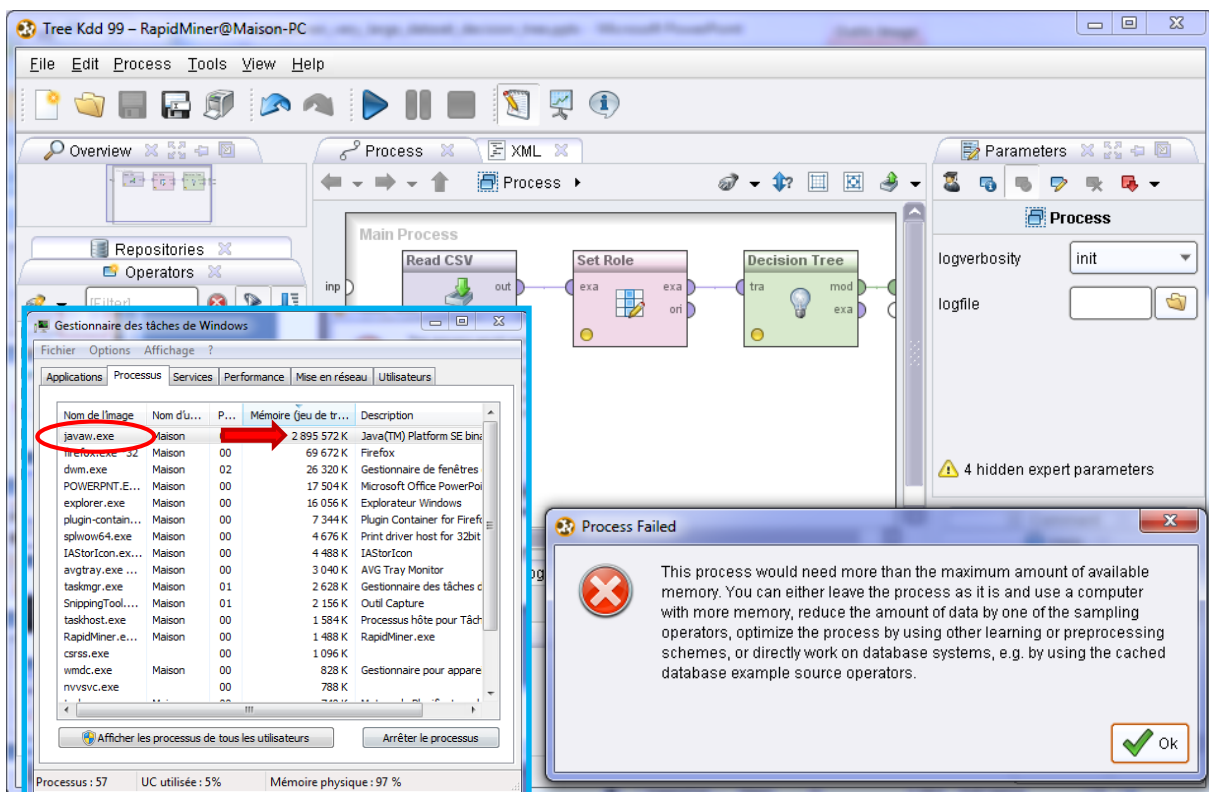 Tree Kdd 99 – RapidMiner@Maison-PC
File Edit Process Tools View Help
Overview
Process
XML
Parameters
Process
Process
Repositories
Operators
[Filter]
Main Process
Read CSV
Set Role
Decision Tree
inp
out
exa
exa
ori
tra
mod
exa
logverbosity
init
logfile
4 hidden expert parameters
Gestionnaire des tâches de Windows
Fichier Options Affichage ?
Applications Processus Services Performance Mise en réseau Utilisateurs
Nom de l'image Nom d'u... P... Mémoire (jeu de tr... Description
javaw.exe Maison 2 895 572 K Java(TM) Platform SE bina
firefox.exe *32 Maison 00 69 672 K Firefox
dwm.exe Maison 02 26 320 K Gestionnaire de fenêtres
POWERPNT.E... Maison 00 17 504 K Microsoft Office PowerPoi
explorer.exe Maison 00 16 056 K Explorateur Windows
plugin-contain... Maison 00 7 344 K Plugin Container for Firefo
splwow64.exe Maison 00 4 676 K Print driver host for 32bit
IAStorIcon.ex... Maison 00 4 488 K IAStorIcon
avgtray.exe ... Maison 00 3 040 K AVG Tray Monitor
taskmgr.exe Maison 01 2 628 K Gestionnaire des tâches d
SnippingTool.... Maison 01 2 156 K Outil Capture
taskhost.exe Maison 00 1 584 K Processus hôte pour Tâch
RapidMiner.e... Maison 00 1 488 K RapidMiner.exe
csrss.exe 00 1 096 K
wmdc.exe Maison 00 828 K Gestionnaire pour appare
nvvsvc.exe 00 788 K
Afficher les processus de tous les utilisateurs
Arrêter le processus
Processus : 57 UC utilisée : 5% Mémoire physique : 97 %
Process Failed
This process would need more than the maximum amount of available
memory. You can either leave the process as it is and use a computer
with more memory, reduce the amount of data by one of the sampling
operators, optimize the process by using other learning or preprocessing
schemes, or directly work on database systems, e.g. by using the cached
database example source operators.
Ok